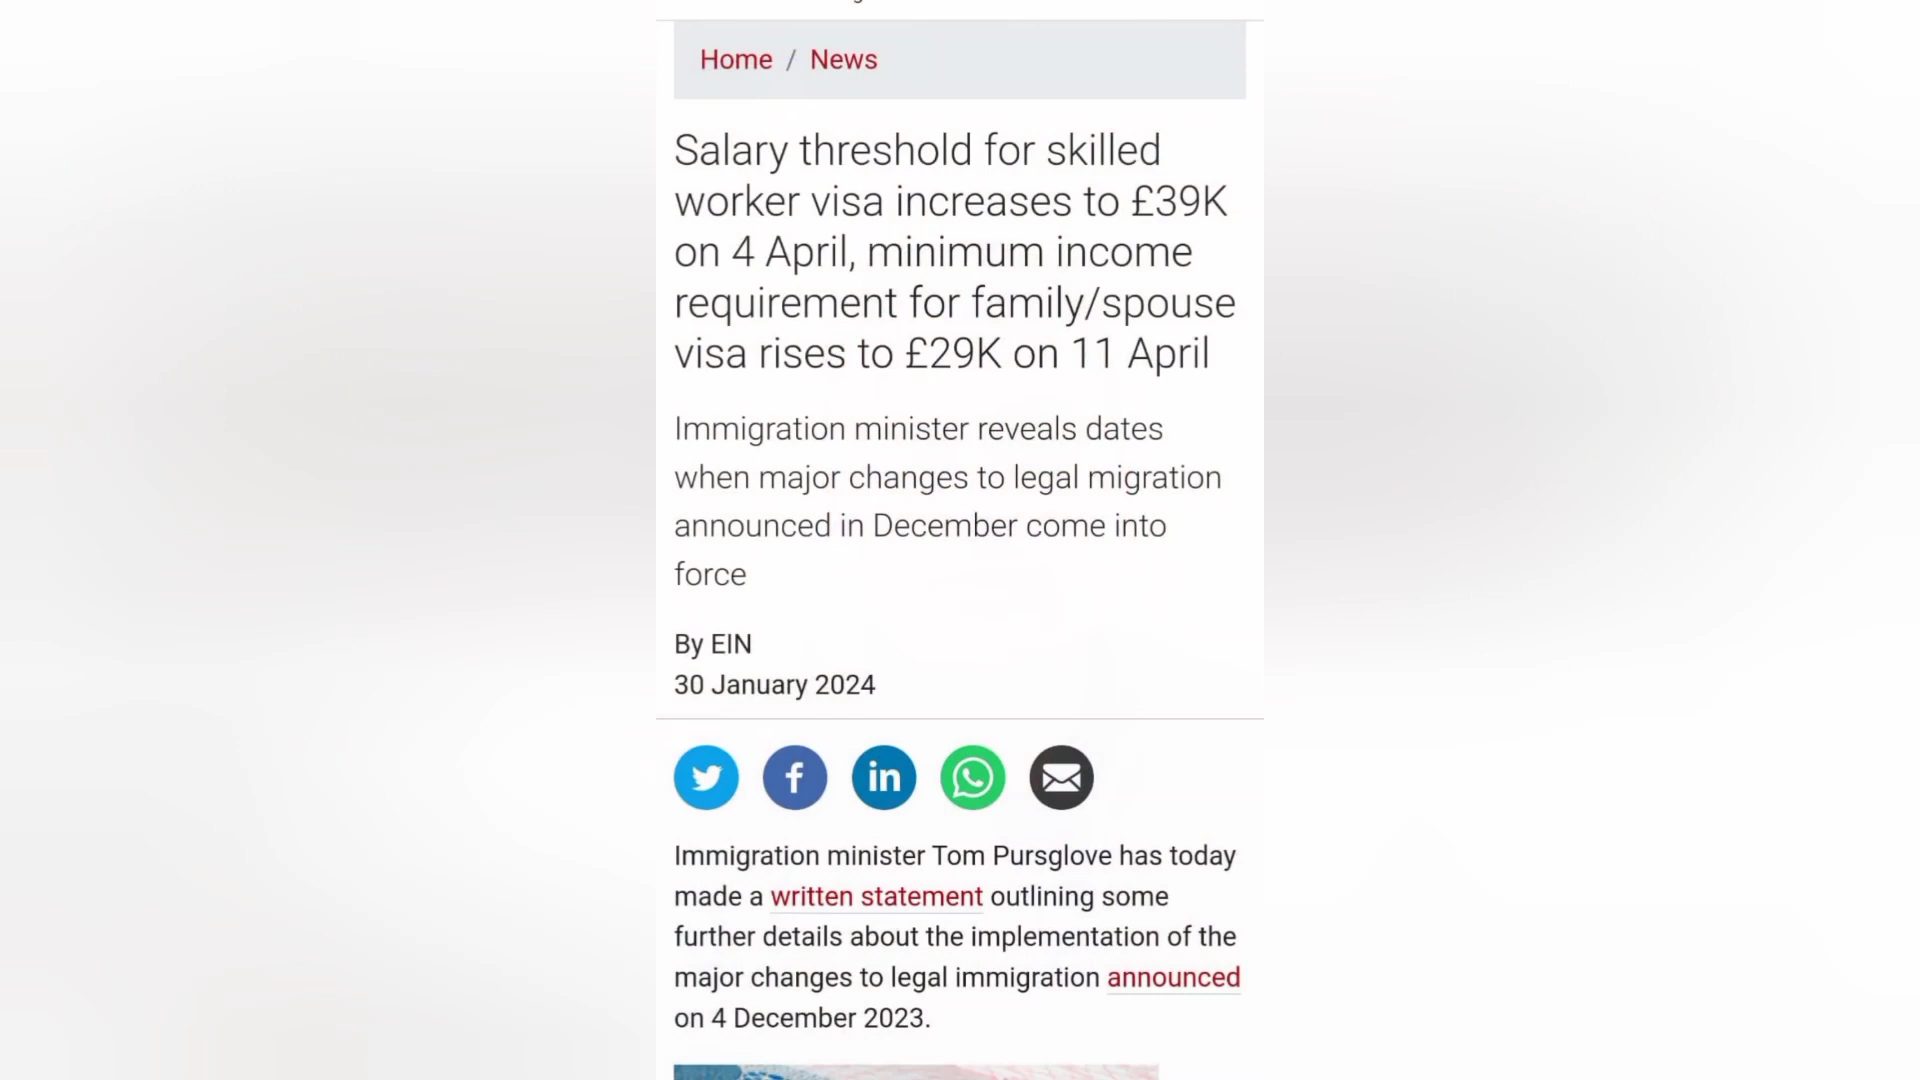 Home / News
Salary threshold for skilled
worker visa increases to £39K
on 4 April, minimum income
requirement for family/spouse
visa rises to £29K on 11 April
Immigration minister reveals dates
when major changes to legal migration
announced in December come into
force
By EIN
30 January 2024
Immigration minister Tom Pursglove has today
made a written statement outlining some
further details about the implementation of the
major changes to legal immigration announced
on 4 December 2023.